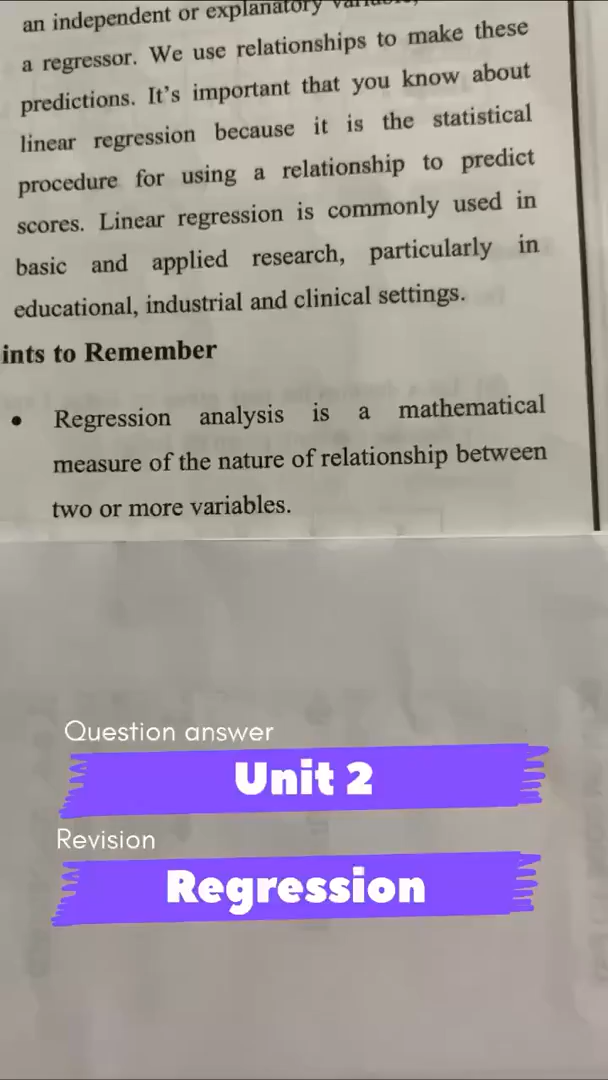 an independent or explanatory
a regressor. We use relationships to make these
predictions. It's important that you know about
linear regression because it is the statistical
procedure for using a relationship to predict
scores. Linear regression is commonly used in
basic and applied research, particularly in
educational, industrial and clinical settings.
ints to Remember
• Regression analysis is a mathematical
measure of the nature of relationship between
two or more variables.
Question answer
Unit 2
Revision
Regression